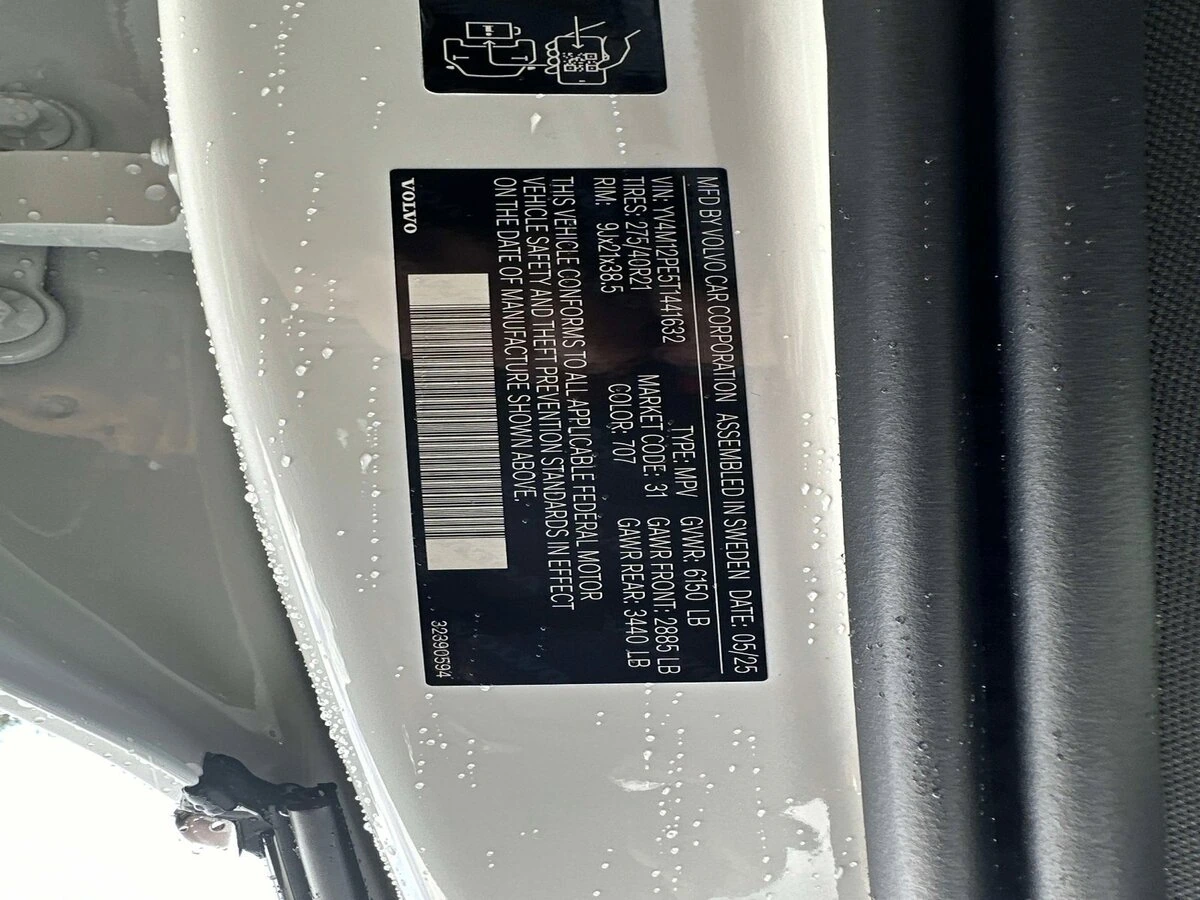 MFD BY VOLVO CAR CORPORATION ASSEMBLED IN SWEDEN DATE: 05/25
VIN: YV4M12PE5T1441632 TYPE: MPV GVWR: 6150 LB
TIRES: 275/40R21 MARKET CODE: 31 GAWR FRONT: 2885 LB
RIM: 9Jx21x38.5 COLOR: 707 GAWR REAR: 3440 LB
THIS VEHICLE CONFORMS TO ALL APPLICABLE FEDERAL MOTOR
VEHICLE SAFETY AND THEFT PREVENTION STANDARDS IN EFFECT
ON THE DATE OF MANUFACTURE SHOWN ABOVE.
VOLVO
32390594